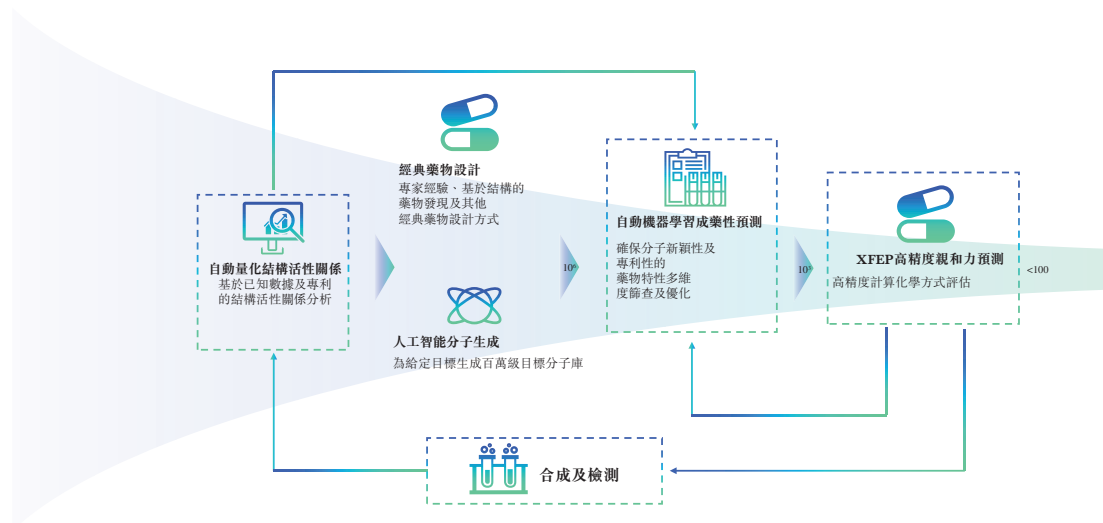 自動量化結構活性關係
基於已知數據及專利
的結構活性關係分析
經典藥物設計
專家經驗、基於結構的
藥物發現及其他
經典藥物設計方式
人工智能分子生成
為給定目標生成百萬級目標分子庫
自動機器學習成藥性預測
確保分子新穎性及
專利性的
藥物特性多維
度篩查及優化
XFEP高精度親和力預測
高精度計算化學方式評估
<100
合成及檢測